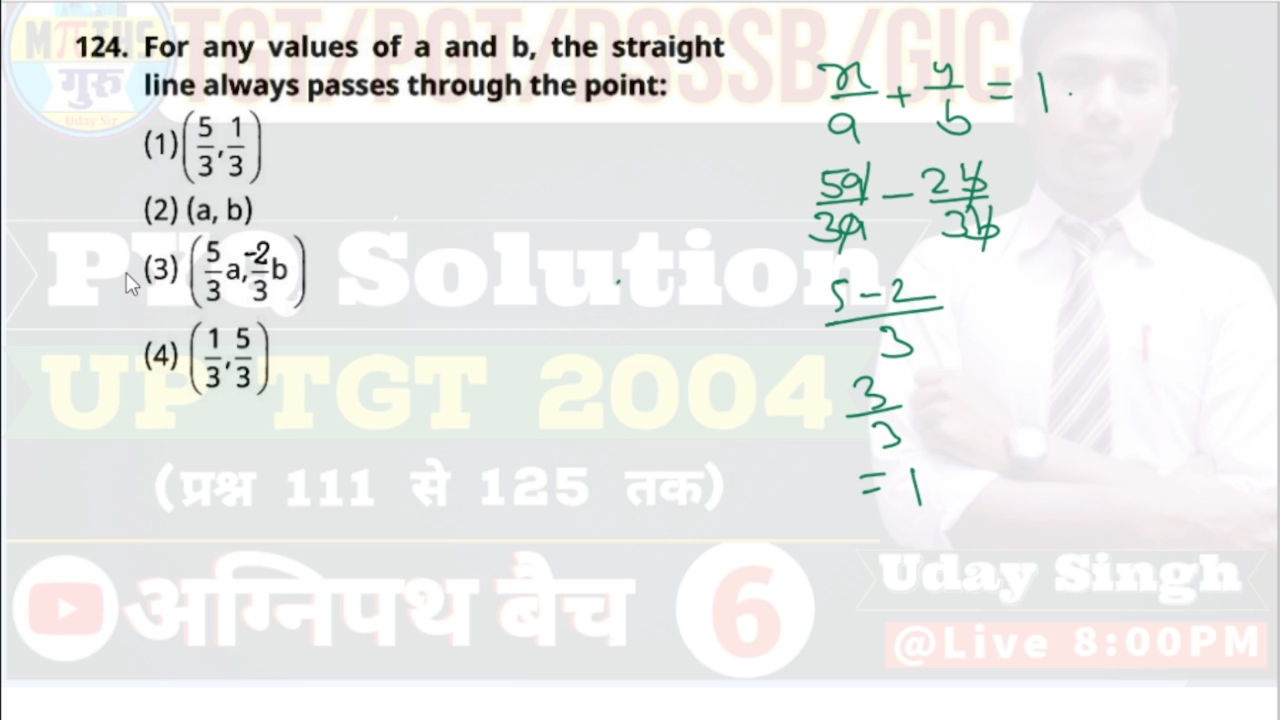 MπTHS
गुरु
Uday Sir
TGT/PGT/DSSSB/GIC
124. For any values of a and b, the straight
line always passes through the point:
(1) (5/3, 1/3)
(2) (a, b)
(3) (5/3 a, -2/3 b)
(4) (1/3, 5/3)
x/a + y/b = 1
5a/3a - 2b/3b
5-2/3
3/3
= 1
PYQ Solution
UP TGT 2004
(प्रश्न 111 से 125 तक)
अग्निपथ बैच 6
Uday Singh
@Live 8:00PM